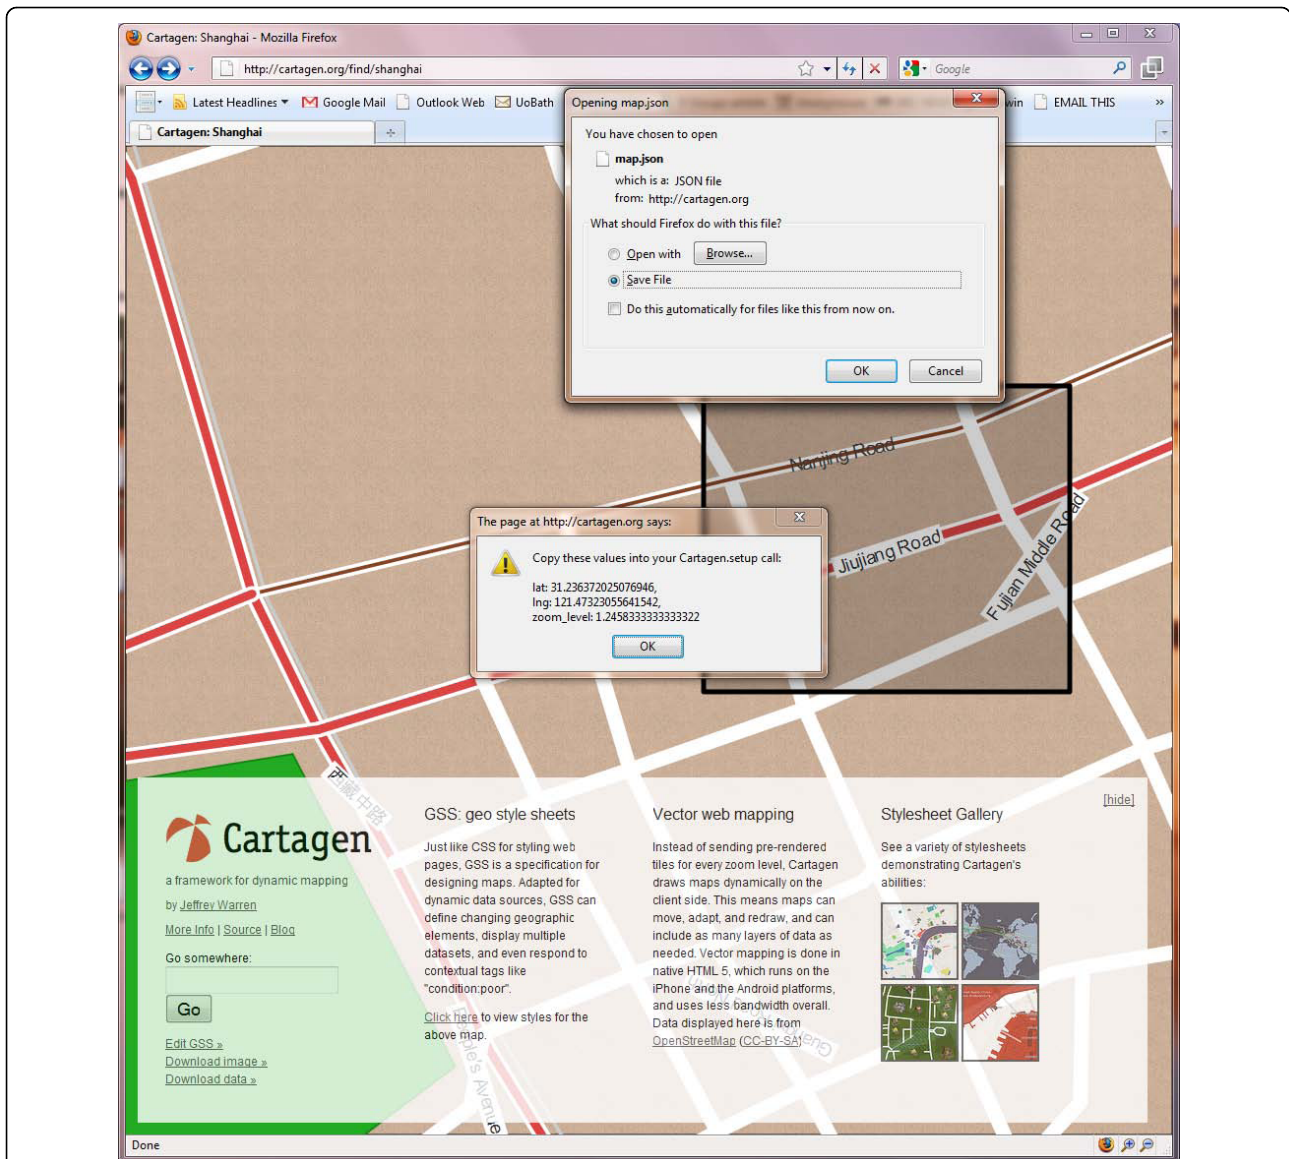 Cartagen: Shanghai - Mozilla Firefox
http://cartagen.org/find/shanghai
Google
Latest Headlines
Google Mail
Outlook Web
UoBath
EMAIL THIS
»
Cartagen: Shanghai
Opening map.json
You have chosen to open
map.json
which is a: JSON file
from: http://cartagen.org
What should Firefox do with this file?
Open with
Browse...
Save File
Do this automatically for files like this from now on.
OK
Cancel
Nanjing Road
Jiujiang Road
Fujian Middle Road
The page at http://cartagen.org says:
Copy these values into your Cartagen.setup call:
lat: 31.236372025076946,
lng: 121.47323055641542,
zoom_level: 1.2458333333333322
OK
西藏中路
[hide]
Cartagen
a framework for dynamic mapping
by Jeffrey Warren
More Info | Source | Blog
Go somewhere:
Go
Edit GSS »
Download image »
Download data »
GSS: geo style sheets
Just like CSS for styling web
pages, GSS is a specification for
designing maps. Adapted for
dynamic data sources, GSS can
define changing geographic
elements, display multiple
datasets, and even respond to
contextual tags like
"condition:poor".
Click here to view styles for the
above map.
Vector web mapping
Instead of sending pre-rendered
tiles for every zoom level, Cartagen
draws maps dynamically on the
client side. This means maps can
move, adapt, and redraw, and can
include as many layers of data as
needed. Vector mapping is done in
native HTML 5, which runs on the
iPhone and the Android platforms,
and uses less bandwidth overall.
Data displayed here is from
OpenStreetMap (CC-BY-SA)
Stylesheet Gallery
See a variety of stylesheets
demonstrating Cartagen's
abilities:
People's Avenue
Done